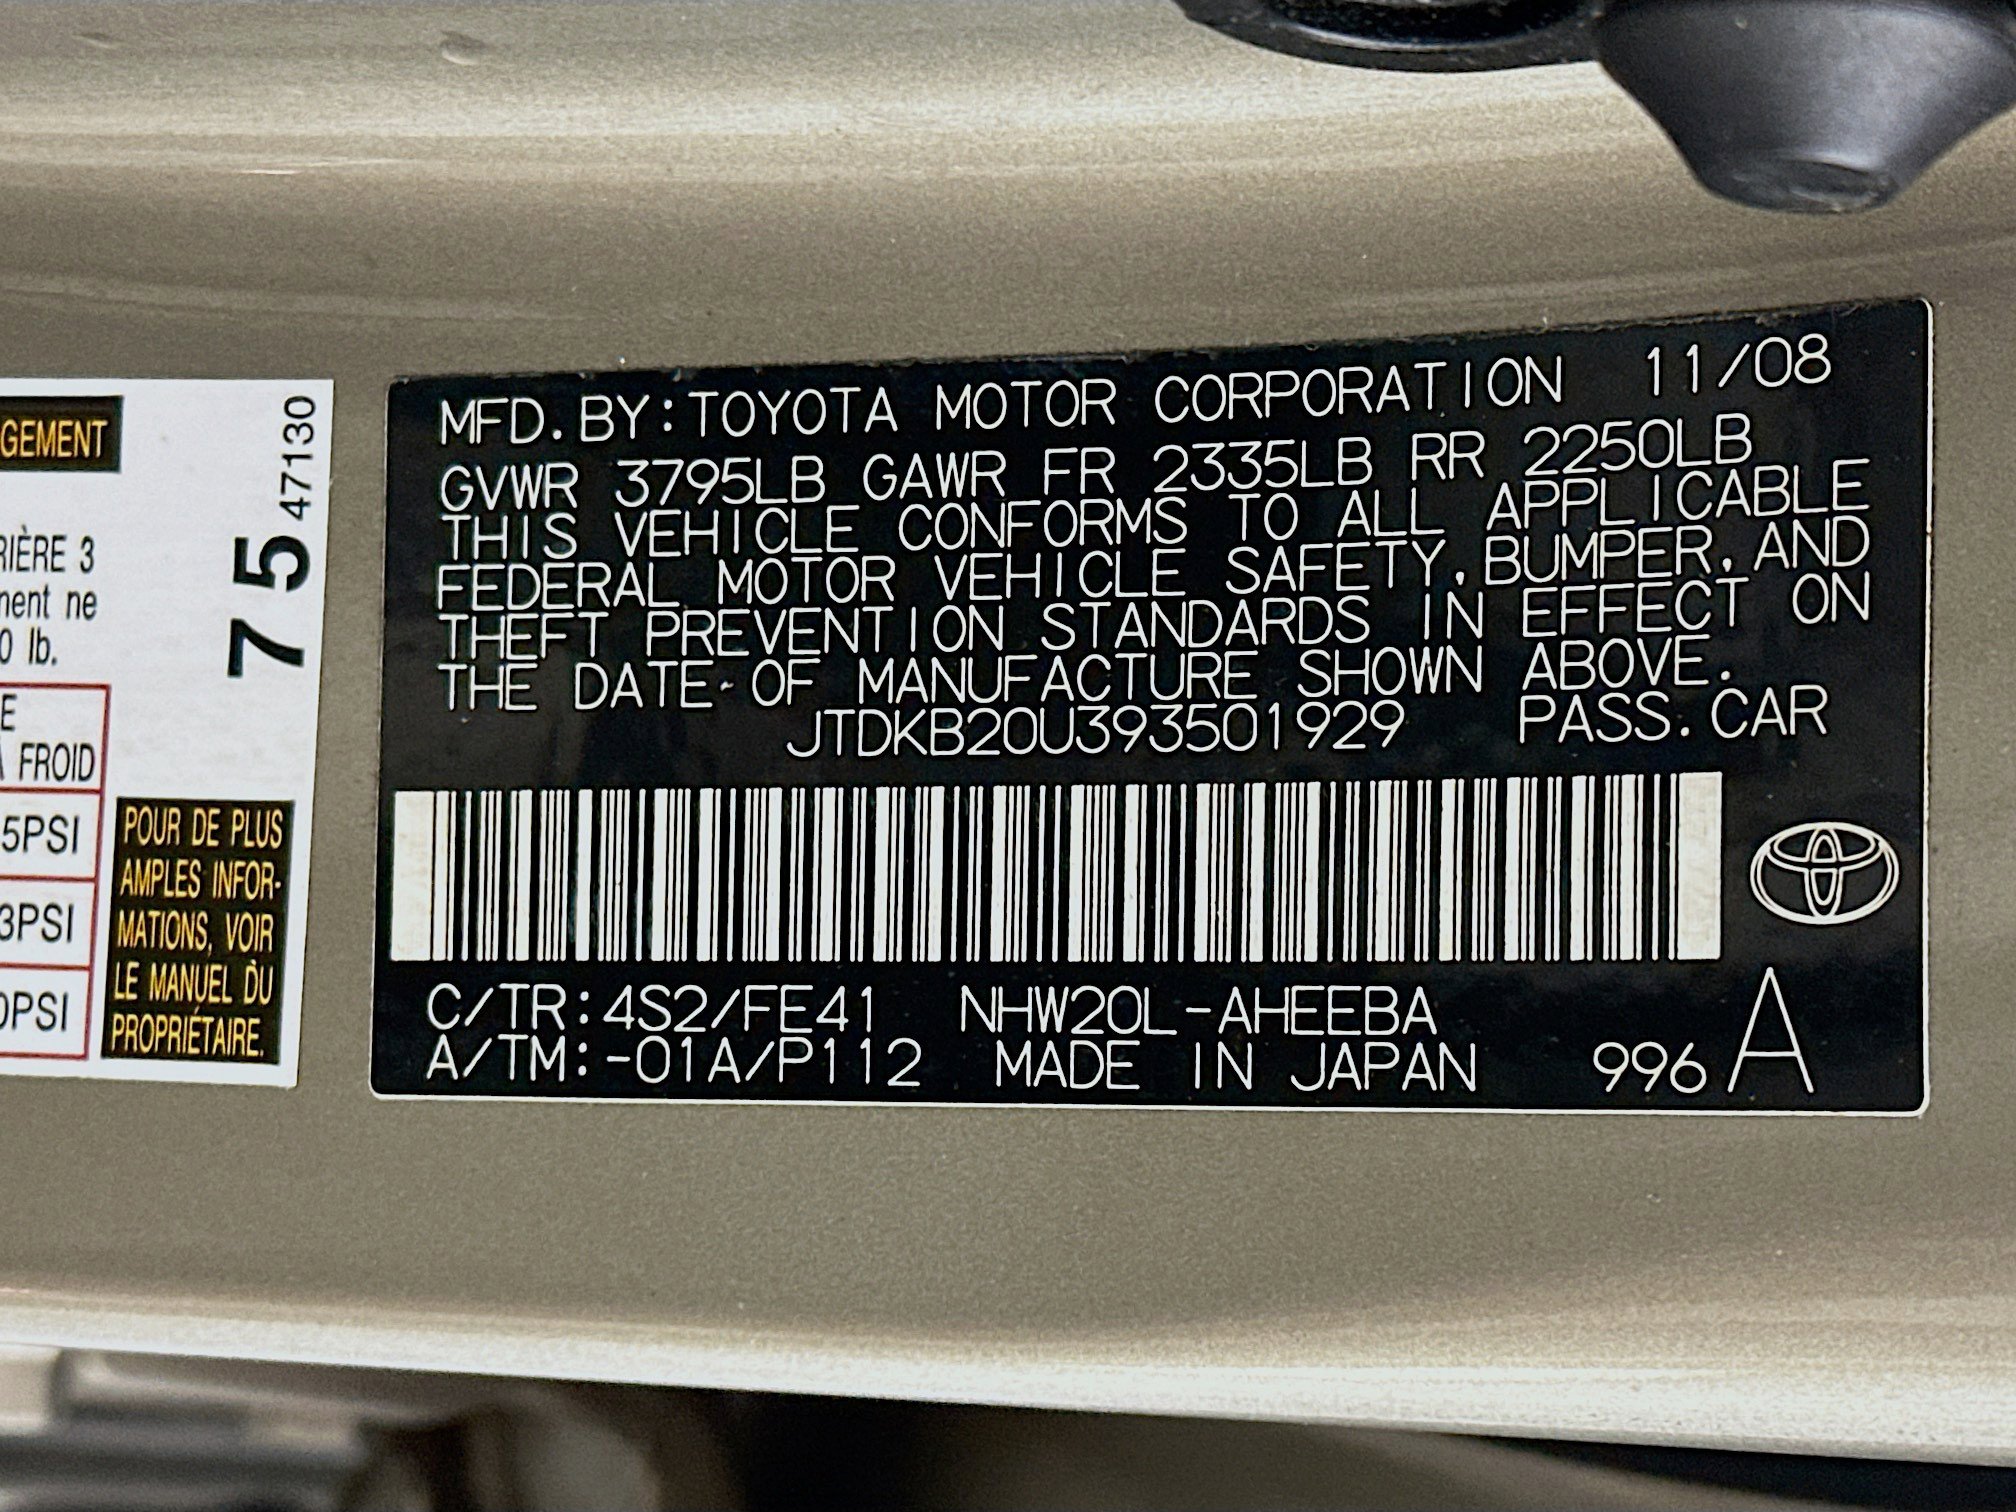 GEMENT
RIÈRE 3
ment ne
0 lb.
75 47130
E
À FROID
5PSI
3PSI
0PSI
POUR DE PLUS
AMPLES INFOR-
MATIONS, VOIR
LE MANUEL DU
PROPRIÉTAIRE.
MFD. BY:TOYOTA MOTOR CORPORATION 11/08
GVWR 3795LB GAWR FR 2335LB RR 2250LB
THIS VEHICLE CONFORMS TO ALL APPLICABLE
FEDERAL MOTOR VEHICLE SAFETY, BUMPER, AND
THEFT PREVENTION STANDARDS IN EFFECT ON
THE DATE OF MANUFACTURE SHOWN ABOVE.
JTDKB20U393501929 PASS. CAR
C/TR:4S2/FE41 NHW20L-AHEEBA
A/TM:-01A/P112 MADE IN JAPAN 996 A